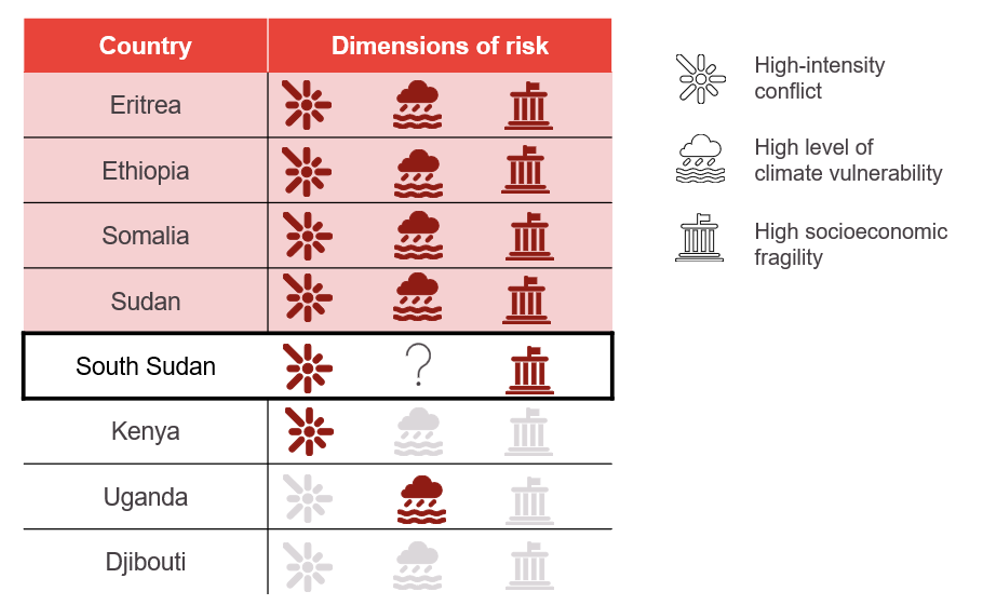 Country
Dimensions of risk
Eritrea
Ethiopia
Somalia
Sudan
South Sudan
?
Kenya
Uganda
Djibouti
High-intensity
conflict
High level of
climate vulnerability
High socioeconomic
fragility